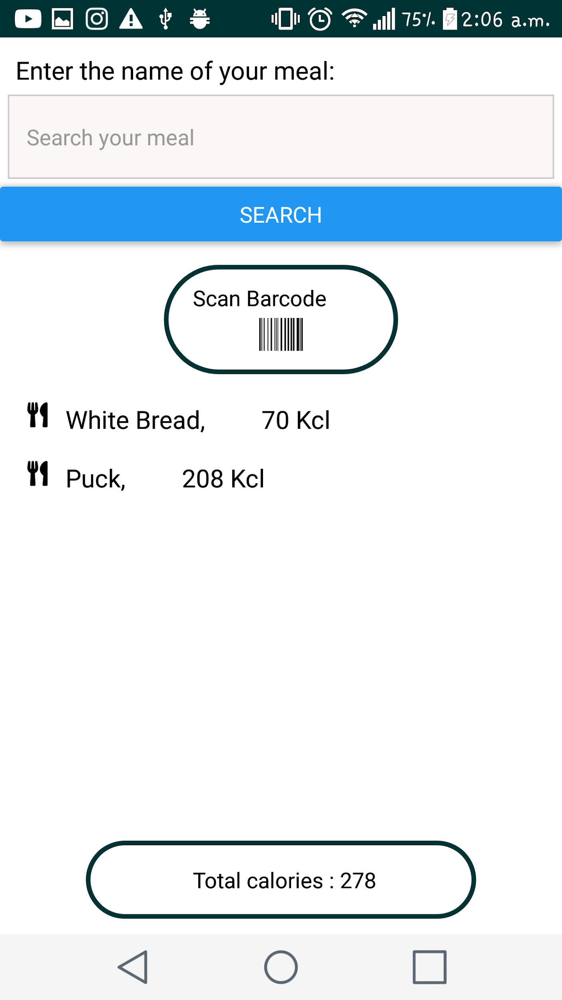 75% 2:06 a.m.
Enter the name of your meal:
Search your meal
SEARCH
Scan Barcode
White Bread, 70 Kcl
Puck, 208 Kcl
Total calories : 278